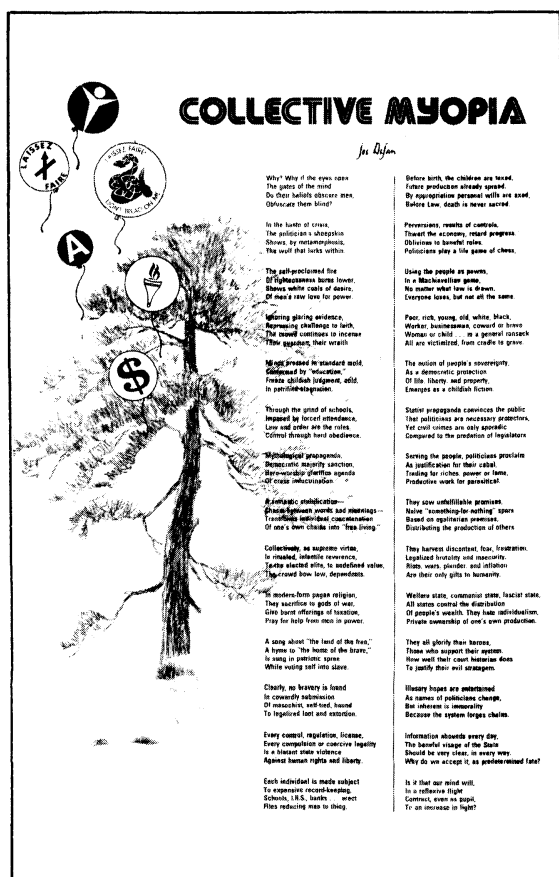 COLLECTIVE MYOPIA
LAISSEZ
FAIRE
LAISSEZ FAIRE
DON'T TREAD ON ME
A
$
Why? Why if the eyes open
The gates of the mind
Do their beliefs obscure men,
Obfuscate them blind?
In the haste of crisis,
The politician's sheepskin
Shows, by metamorphosis,
The wolf that lurks within.
The self-proclaimed fire
Of righteousness burns lower,
Shows white coals of desire,
Of men's raw love for power.
Ignoring glaring evidence,
Repressing challenge to faith,
The crowd continues to incense
Their wraith
Minds pressed in standard mold,
by "education,"
Freeze childish judgment,
In petrified stagnation.
Through the grind of schools,
Imposed by forced attendance,
Law and order are the rules,
Control through hard obedience.
Mythological propaganda,
Democratic majority sanction,
Hero-worship glorifies agenda
Of crass indoctrination
A semantic stultification—
Chasm between words and meanings—
Transforms individual concatenation
Of one's own chains into "free living."
Collectively, as supreme virtue,
In ritualed, infantile reverence,
To the elected elite, to undefined value,
The crowd bow low, dependents.
In modern-form pagan religion,
They sacrifice to gods of war,
Give burnt offerings of taxation,
Pray for help from men in power.
A song about "the land of the free,"
A hymn to "the home of the brave,"
Is sung in patriotic spree
While voting self into slave.
Clearly, no bravery is found
In cowardly submission
Of masochist, self-tied, bound
To legalized loot and extortion.
Every control, regulation, license,
Every compulsion or coercive legality
Is a blatant state violence
Against human rights and liberty.
Each individual is made subject
To expensive record-keeping,
Schools, I.R.S., banks . . . erect
Files reducing man to thing.
Before birth, the children are taxed,
Future production already spread.
By appropriation personal wills are axed,
Before Law, death is never sacred.
Perversions, results of controls,
Thwart the economy, retard progress.
Oblivious to baneful roles,
Politicians play a life game of chess,
Using the people as pawns,
In a Machiavellian game,
No matter what law is drawn,
Everyone loses, but not all the same.
Poor, rich, young, old, white, black,
Worker, businessman, coward or brave
Woman or child . . . in a general ransack
All are victimized, from cradle to grave.
The notion of people's sovereignty,
As a democratic protection
Of life, liberty, and property,
Emerges as a childish fiction.
Statist propaganda convinces the public
That politicians are necessary protectors,
Yet civil crimes are only sporadic
Compared to the predation of legislators
Serving the people, politicians proclaim
As justification for their cabal.
Trading for riches, power or fame,
Productive work for parasitical.
They sow unfulfillable promises,
Naive "something-for-nothing" spurs
Based on egalitarian premises,
Distributing the production of others
They harvest discontent, fear, frustration.
Legalized brutality and insecurity,
Riots, wars, plunder, and inflation
Are their only gifts to humanity.
Welfare state, communist state, fascist state,
All states control the distribution
Of people's wealth. They hate individualism,
Private ownership of one's own production.
They all glorify their heroes,
Those who support their system.
How well their court historian does
To justify their evil stratagem.
Illusory hopes are entertained
As names of politicians change,
But inherent is immorality
Because the system forges chains.
Information abounds every day,
The baneful visage of the State
Should be very clear, in every way.
Why do we accept it, as predetermined fate?
Is it that our mind will,
In a reflexive flight
Contract, even as pupil,
To an increase in light?